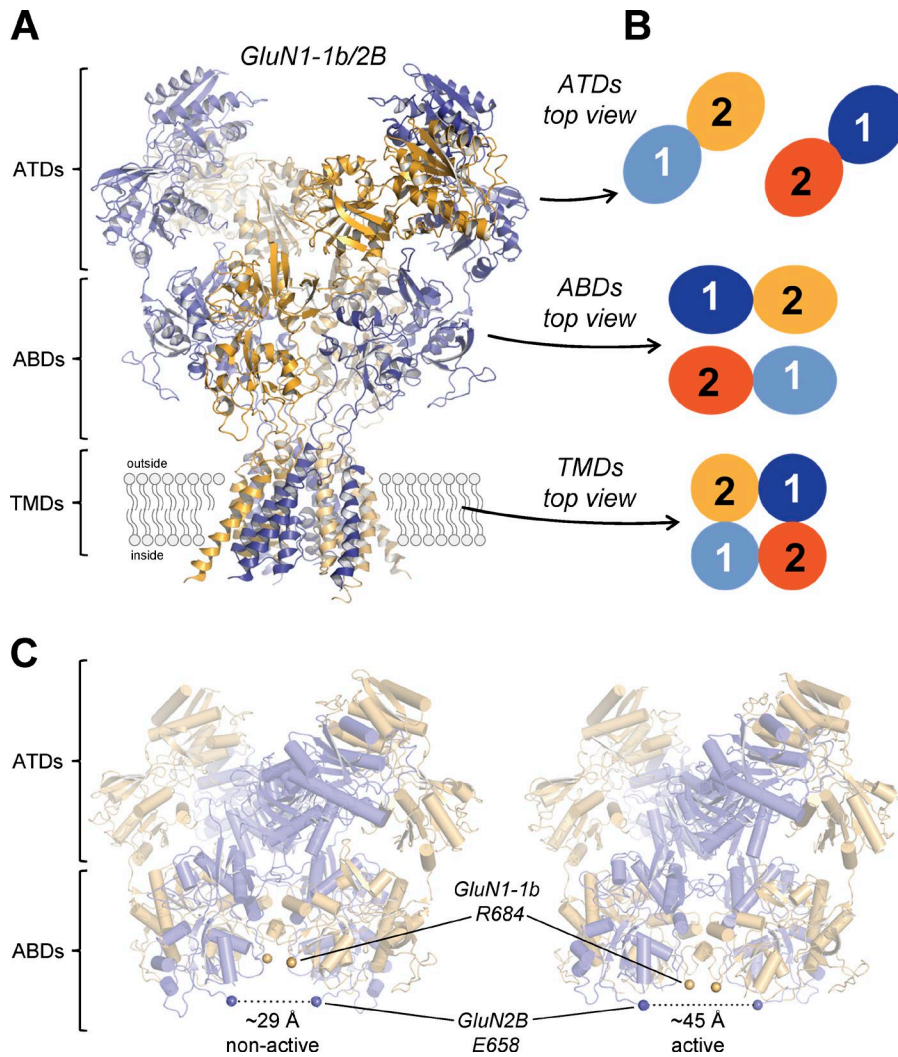 A
B
GluN1-1b/2B
ATDs
top view
2
1
1
2
ATDs
ABDs
top view
1
2
2
1
ABDs
outside
TMDs
inside
TMDs
top view
2
1
1
2
C
ATDs
GluN1-1b
R684
ABDs
~29 Å
non-active
GluN2B
E658
~45 Å
active